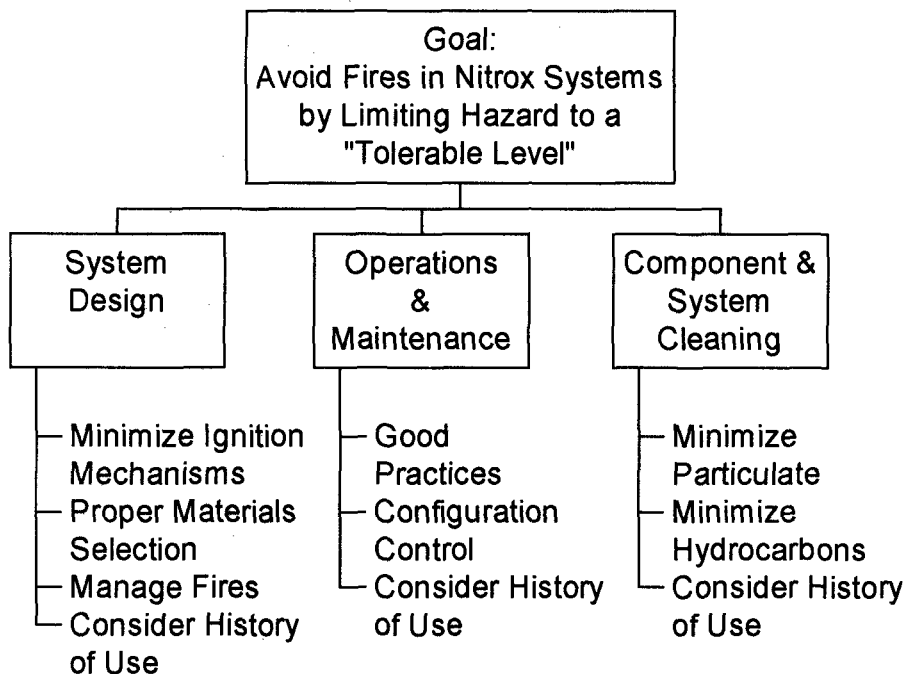 Goal:
Avoid Fires in Nitrox Systems
by Limiting Hazard to a
"Tolerable Level"
System
Design
Minimize Ignition
Mechanisms
Proper Materials
Selection
Manage Fires
Consider History
of Use
Operations
&
Maintenance
Good
Practices
Configuration
Control
Consider History
of Use
Component &
System
Cleaning
Minimize
Particulate
Minimize
Hydrocarbons
Consider History
of Use